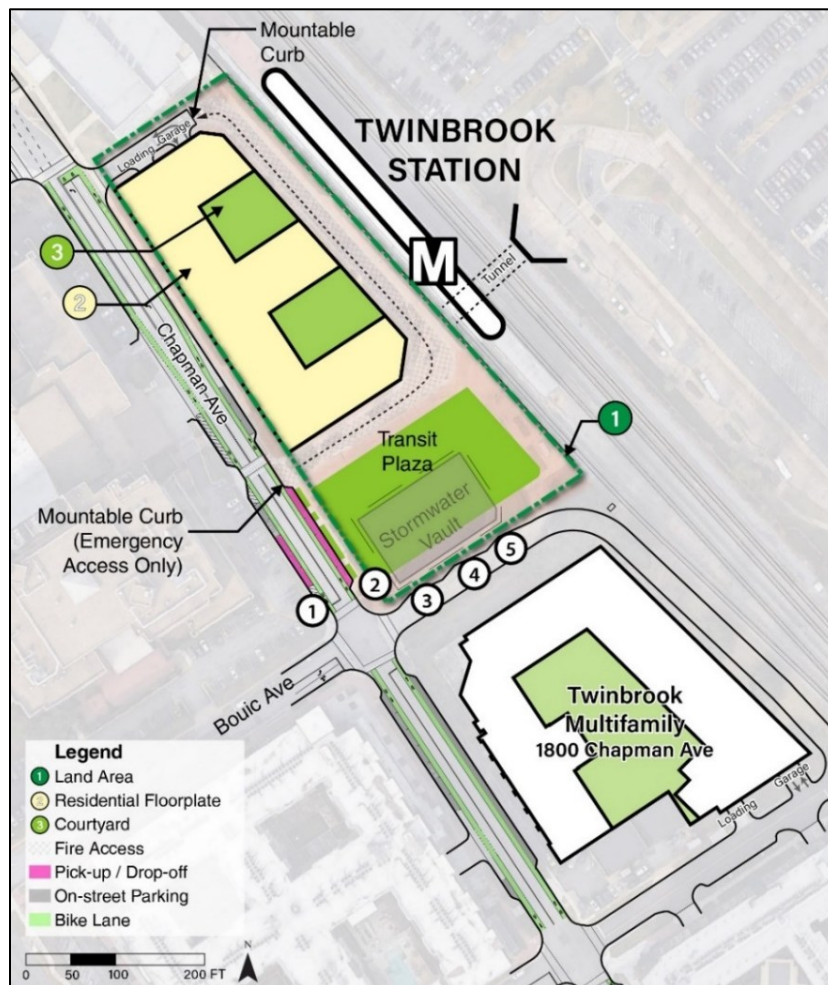 Mountable
Curb
TWINBROOK
STATION
Loading
Garage
3
M
Tunnel
2
Chapman Ave
1
Transit
Plaza
Mountable Curb
(Emergency
Access Only)
Stormwater
Vault
1
2
3
4
5
Bouic Ave
Twinbrook
Multifamily
1800 Chapman Ave
Loading
Garage
Legend
1 Land Area
2 Residential Floorplate
3 Courtyard
Fire Access
Pick-up / Drop-off
On-street Parking
Bike Lane
0 50 100 200 FT
N